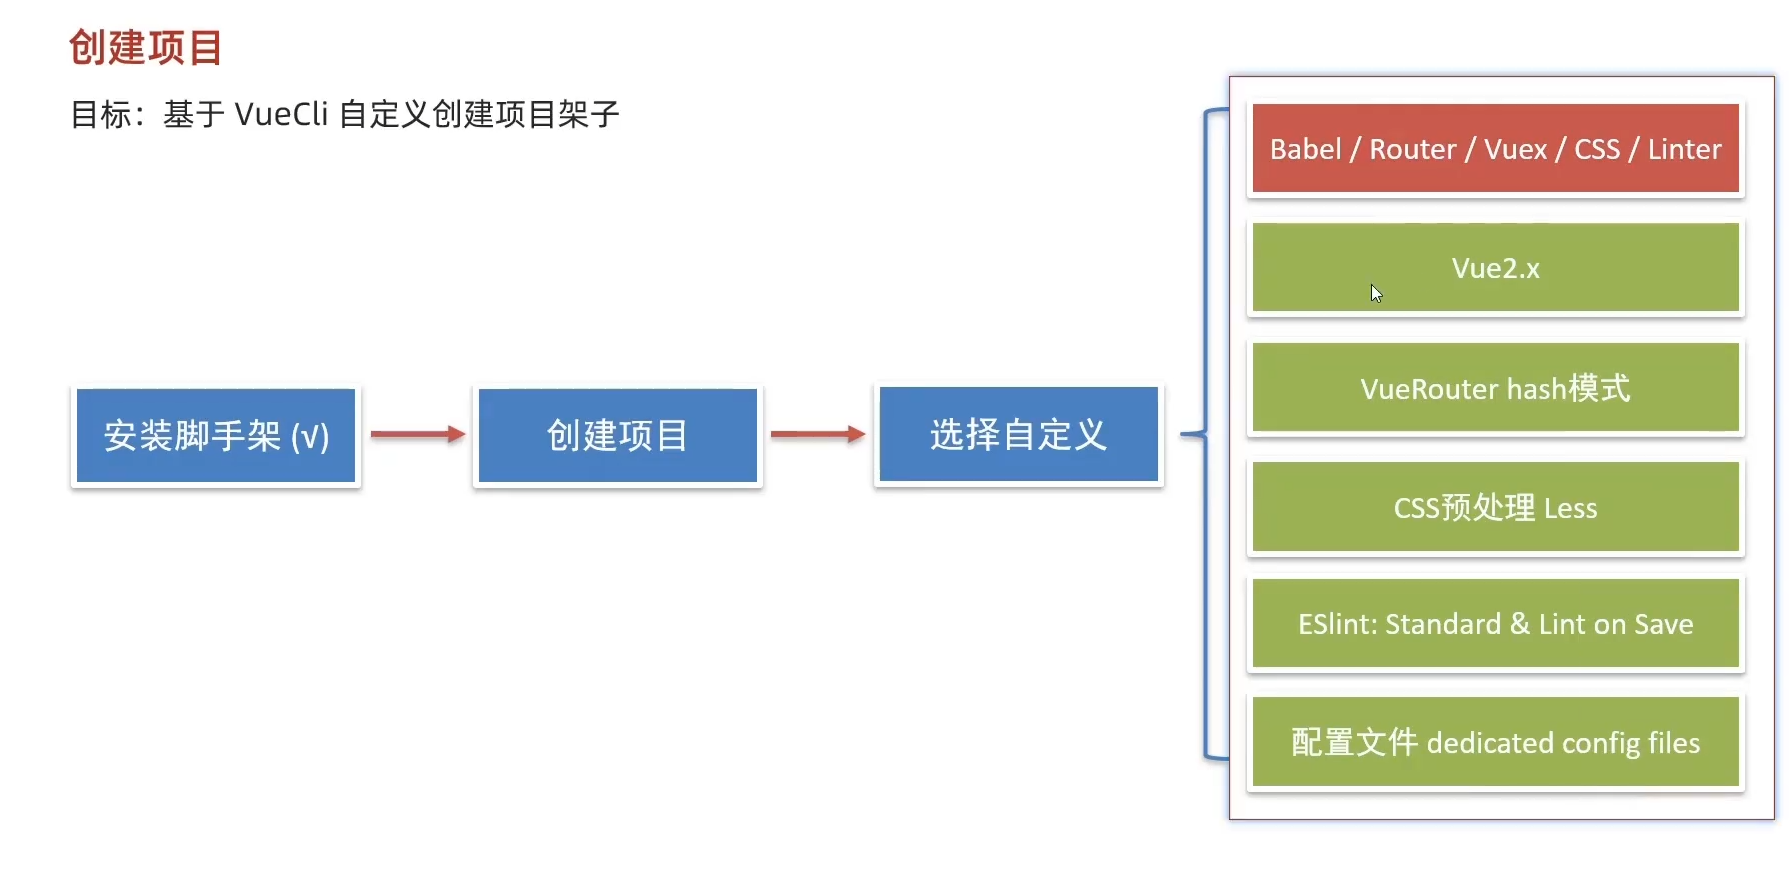 创建项目
目标：基于 VueCli 自定义创建项目架子
安装脚手架 (√)
创建项目
选择自定义
Babel / Router / Vuex / CSS / Linter
Vue2.x
VueRouter hash模式
CSS预处理 Less
ESlint: Standard & Lint on Save
配置文件 dedicated config files